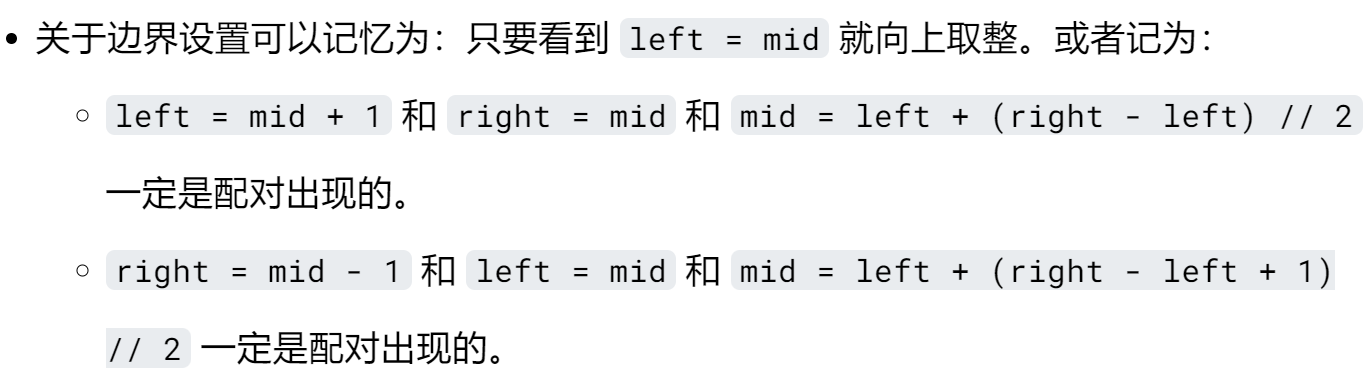 • 关于边界设置可以记忆为：只要看到 left = mid 就向上取整。或者记为：
◦ left = mid + 1 和 right = mid 和 mid = left + (right - left) // 2
一定是配对出现的。
◦ right = mid - 1 和 left = mid 和 mid = left + (right - left + 1)
// 2 一定是配对出现的。